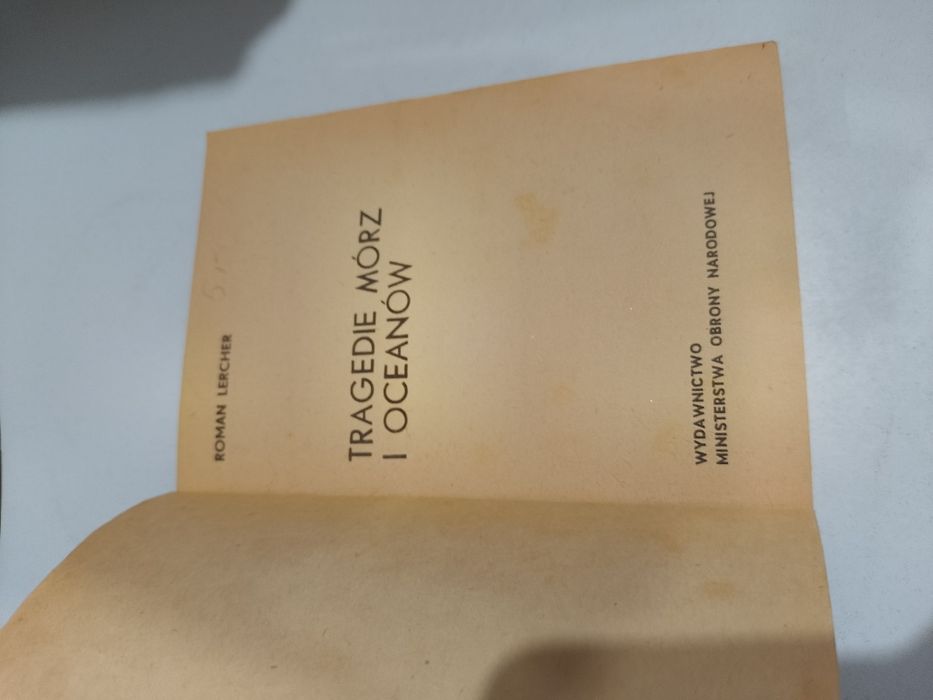 ROMAN LERCHER
TRAGEDIE MÓRZ
I OCEANÓW
WYDAWNICTWO
MINISTERSTWA OBRONY NARODOWEJ